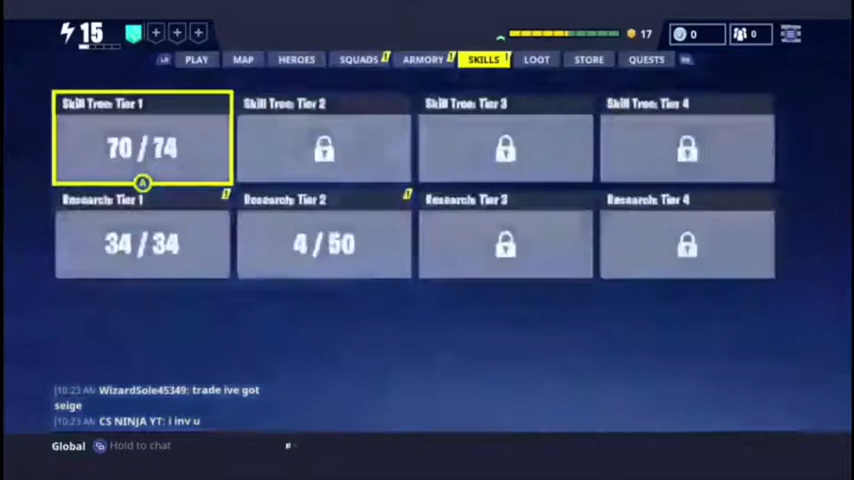 15
17
0
0
LB PLAY MAP HEROES SQUADS ! ARMORY ! SKILLS ! LOOT STORE QUESTS RB
Skill Tree: Tier 1
Skill Tree: Tier 2
Skill Tree: Tier 3
Skill Tree: Tier 4
70 / 74
A
Research: Tier 1 !
Research: Tier 2 !
Research: Tier 3
Research: Tier 4
34 / 34
4 / 50
[10:23 AM WizardSole45349: trade ive got
seige
[10:23 AM CS NINJA YT: i inv u
Global Hold to chat